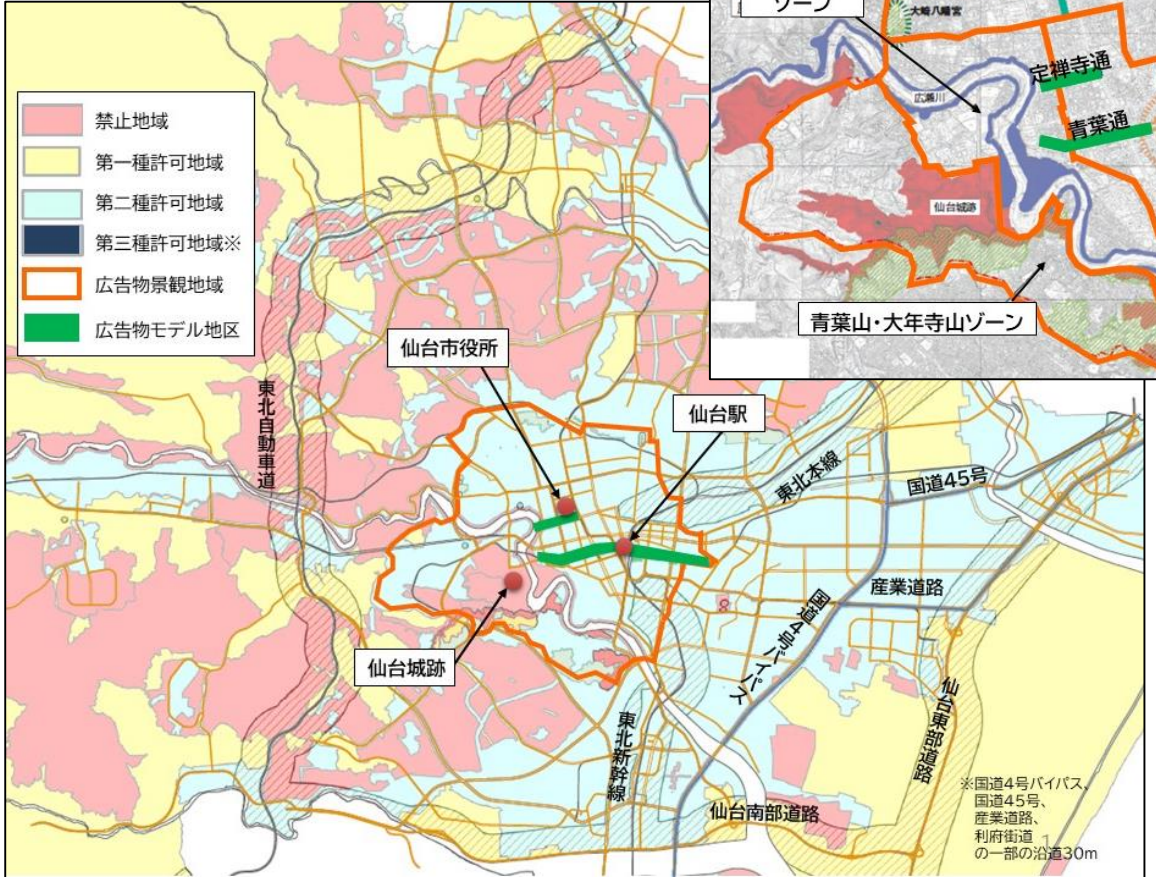 禁止地域
第一種許可地域
第二種許可地域
第三種許可地域※
広告物景観地域
広告物モデル地区
ゾーン
大崎八幡宮
広瀬川
定禅寺通
青葉通
仙台城跡
青葉山・大年寺山ゾーン
仙台市役所
仙台駅
仙台城跡
東北自動車道
東北本線
国道45号
産業道路
国道4号バイパス
仙台東部道路
東北新幹線
仙台南部道路
※国道4号バイパス、
国道45号、
産業道路、
利府街道
の一部の沿道30m